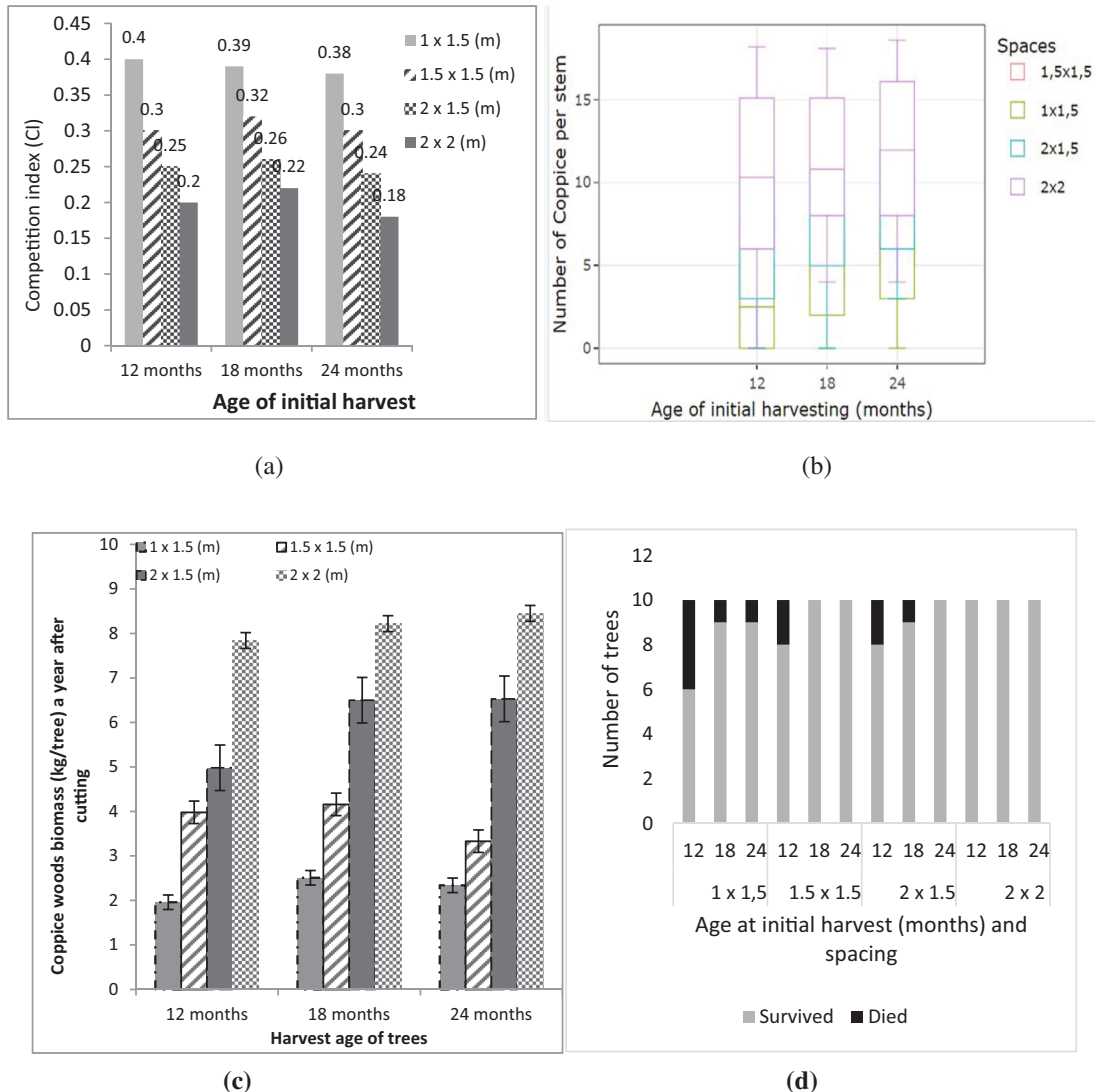 0.45
0.4
0.35
0.3
0.25
0.2
0.15
0.1
0.05
0
Competition index (CI)
0.4
0.3
0.25
0.2
0.39
0.32
0.26
0.22
0.38
0.3
0.24
0.18
1 x 1.5 (m)
1.5 x 1.5 (m)
2 x 1.5 (m)
2 x 2 (m)
12 months 18 months 24 months
Age of initial harvest
(a)
Number of Coppice per stem
15
10
5
0
12 18 24
Age of initial harvesting (months)
Spaces
1,5x1,5
1x1,5
2x1,5
2x2
(b)
Coppice woods biomass (kg/tree) a year after
cutting
10
9
8
7
6
5
4
3
2
1
0
1 x 1.5 (m) 1.5 x 1.5 (m)
2 x 1.5 (m) 2 x 2 (m)
12 months 18 months 24 months
Harvest age of trees
(c)
Number of trees
12
10
8
6
4
2
0
12 18 24 12 18 24 12 18 24 12 18 24
1 x 1,5 1.5 x 1.5 2 x 1.5 2 x 2
Age at initial harvest (months) and
spacing
Survived Died
(d)